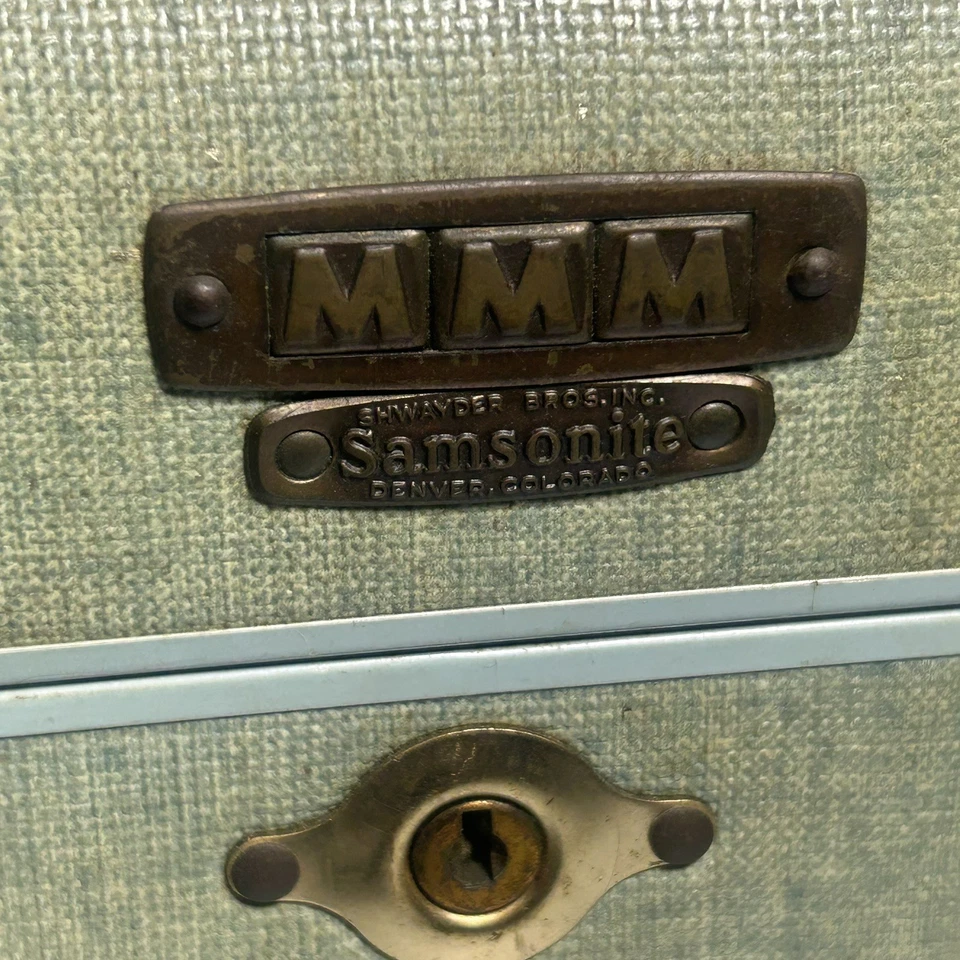 MMM
SHWAYDER BROS. INC.
Samsonite
DENVER. COLORADO